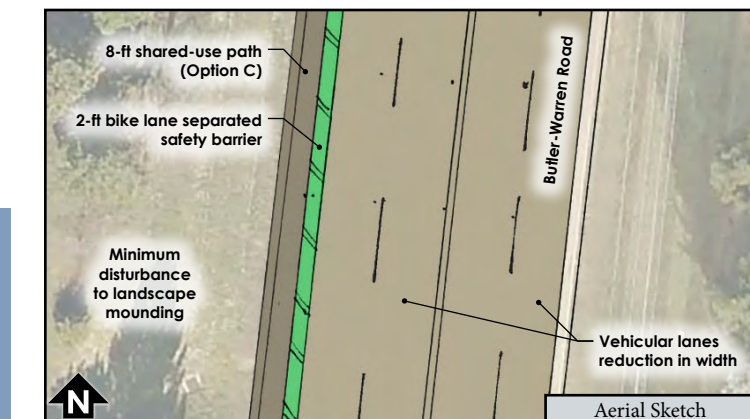 8-ft shared-use path
(Option C)
2-ft bike lane separated
safety barrier
Butler-Warren Road
Minimum
disturbance
to landscape
mounding
Vehicular lanes
reduction in width
N
Aerial Sketch